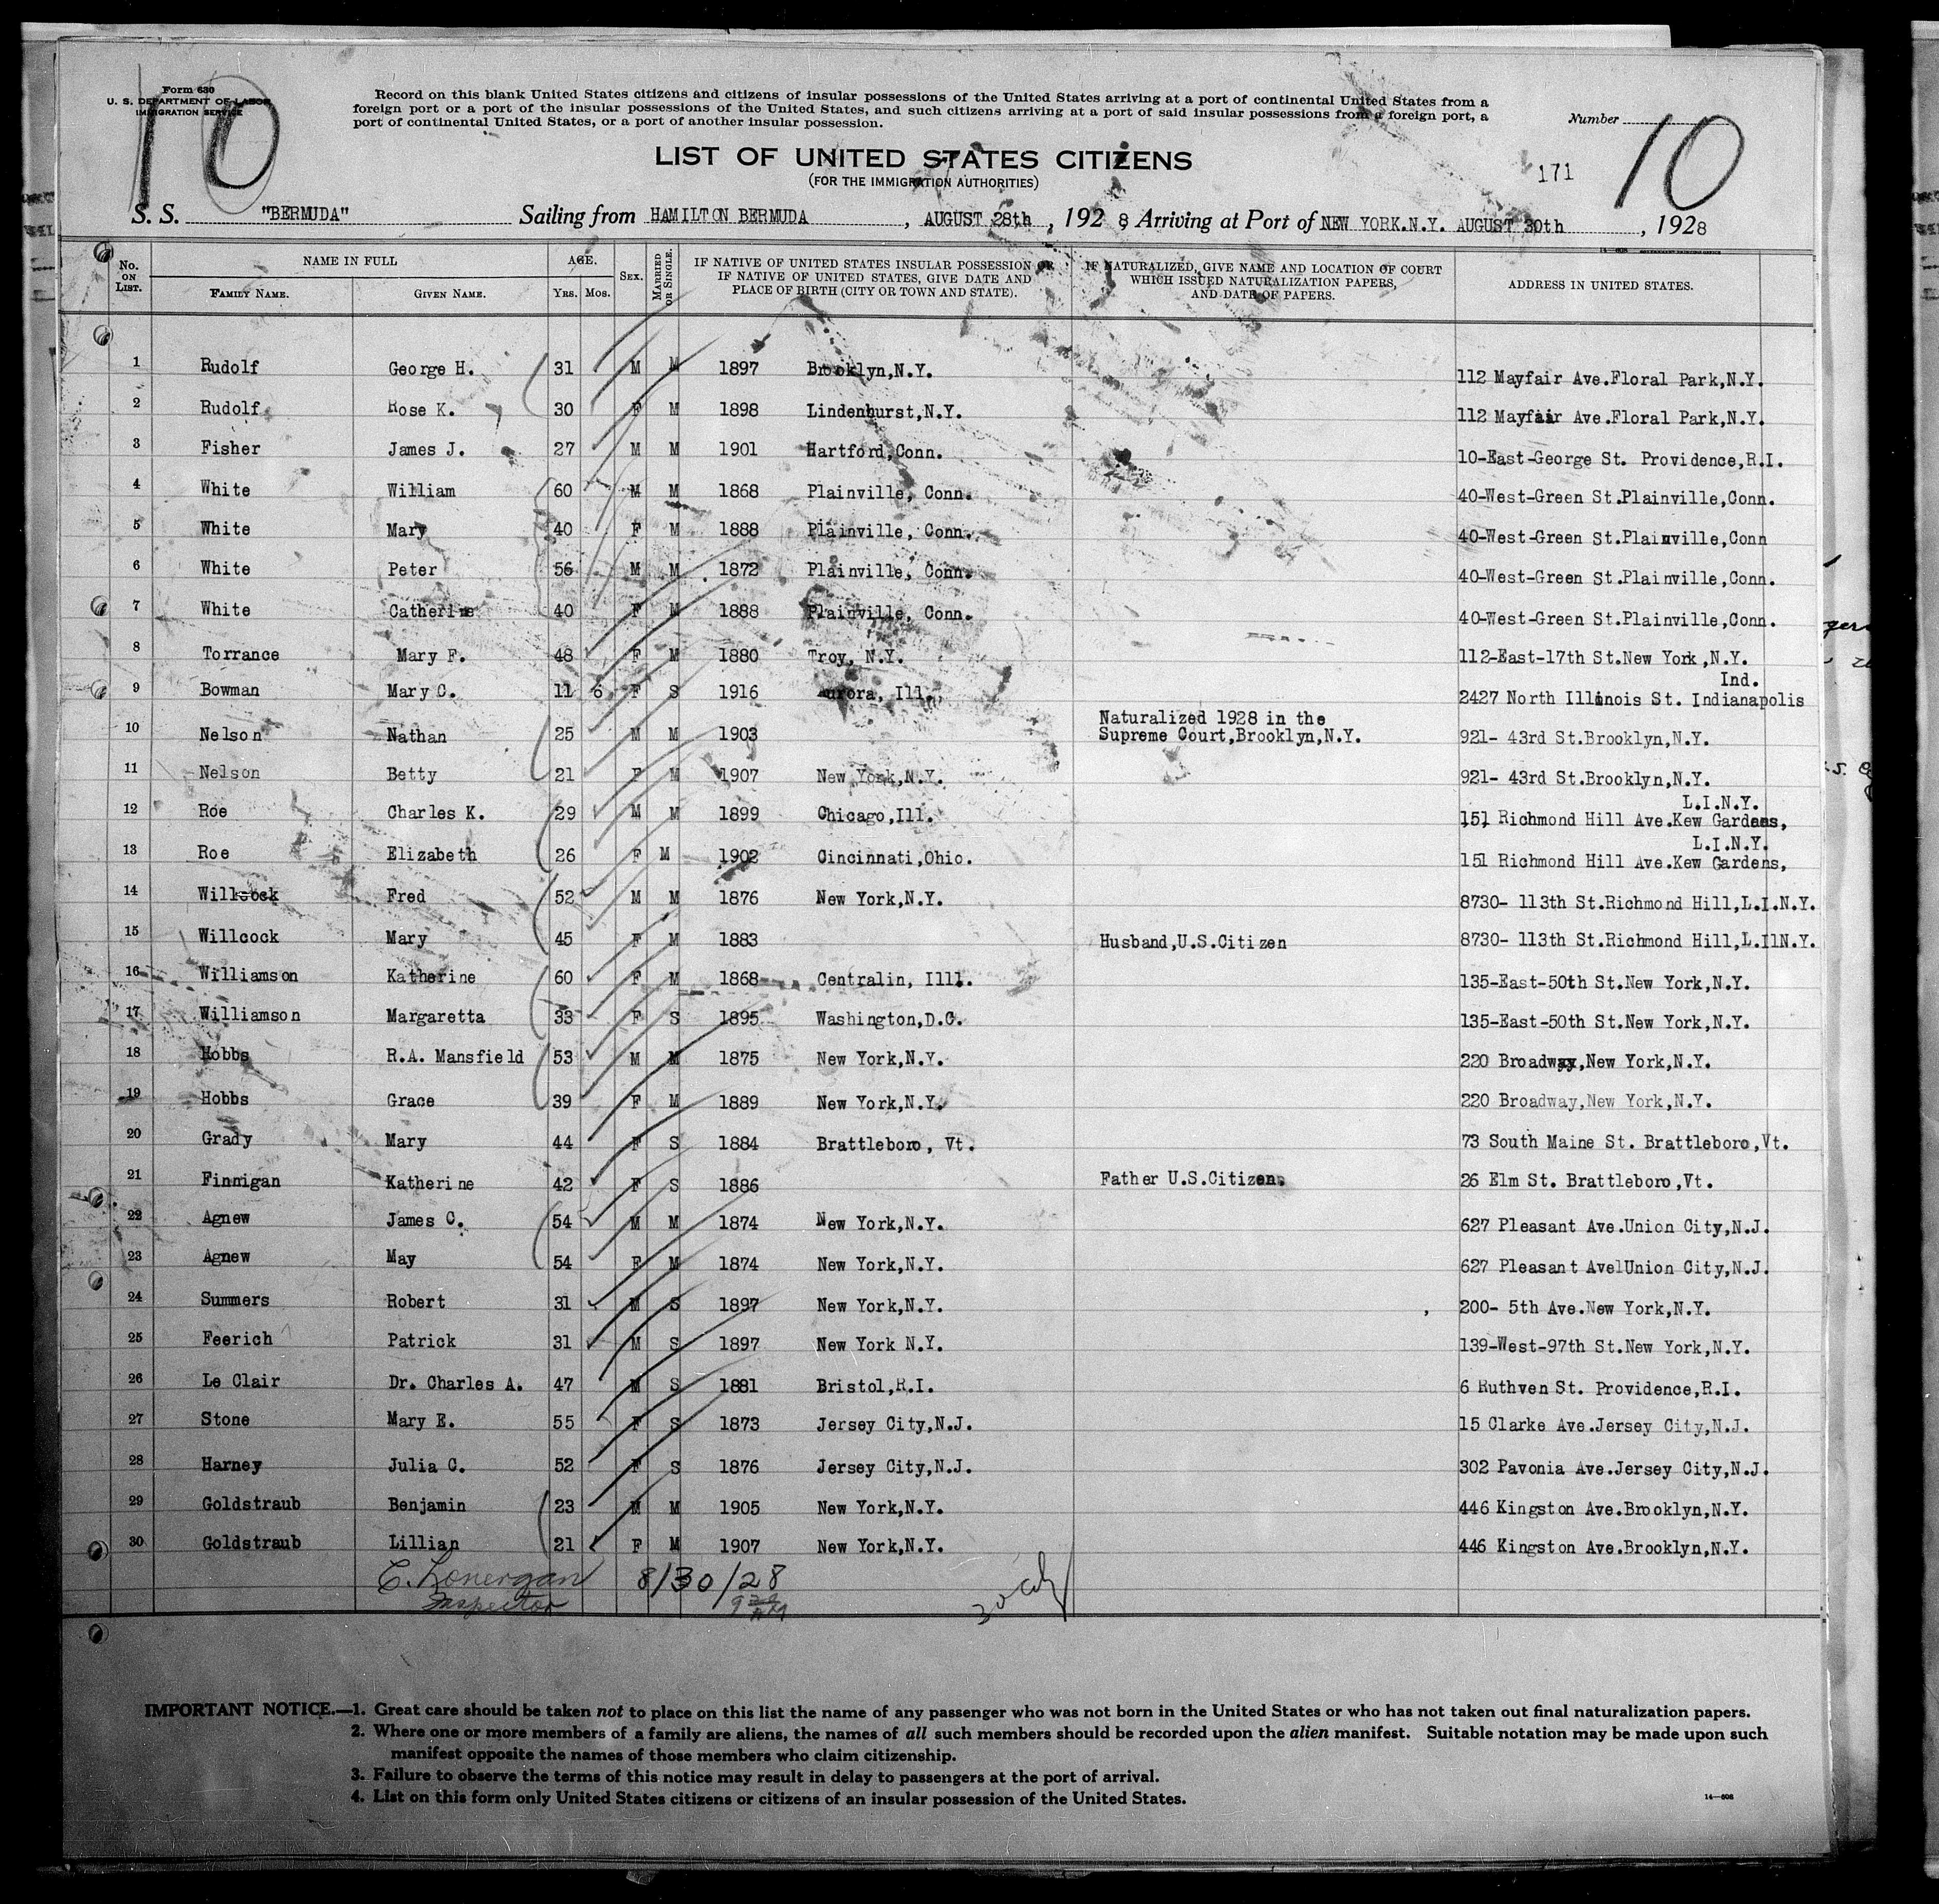 10
Form 630
U. S. DEPARTMENT OF LABOR
IMMIGRATION SERVICE
Record on this blank United States citizens and citizens of insular possessions of the United States arriving at a port of continental United States from a
foreign port or a port of the insular possessions of the United States, and such citizens arriving at a port of said insular possessions from a foreign port, a
port of continental United States, or a port of another insular possession.
Number
10
LIST OF UNITED STATES CITIZENS
(FOR THE IMMIGRATION AUTHORITIES)
171
S. S. "BERMUDA" Sailing from HAMILTON BERMUDA, AUGUST 28th, 1928, Arriving at Port of NEW YORK.N.Y. AUGUST 30th, 1928
No. ON LIST. NAME IN FULL FAMILY NAME. GIVEN NAME. AGE. Yrs. Mos. SEX. MARRIED OR SINGLE. IF NATIVE OF UNITED STATES INSULAR POSSESSION OR IF NATIVE OF UNITED STATES, GIVE DATE AND PLACE OF BIRTH (CITY OR TOWN AND STATE). IF NATURALIZED, GIVE NAME AND LOCATION OF COURT WHICH ISSUED NATURALIZATION PAPERS, AND DATE OF PAPERS. ADDRESS IN UNITED STATES.
1 Rudolf George H. 31 M M 1897 Brooklyn,N.Y. 112 Mayfair Ave.Floral Park,N.Y.
2 Rudolf Rose K. 30 F M 1898 Lindenhurst,N.Y. 112 Mayfair Ave.Floral Park,N.Y.
3 Fisher James J. 27 M M 1901 Hartford,Conn. 10-East-George St. Providence,R.I.
4 White William 60 M M 1868 Plainville, Conn. 40-West-Green St.Plainville,Conn.
5 White Mary 40 F M 1888 Plainville, Conn. 40-West-Green St.Plainville,Conn
6 White Peter 56 M M 1872 Plainville, Conn. 40-West-Green St.Plainville,Conn.
7 White Catherine 40 F M 1888 Plainville, Conn. 40-West-Green St.Plainville,Conn.
8 Torrance Mary F. 48 F M 1880 Troy, N.Y. 112-East-17th St.New York,N.Y.
9 Bowman Mary C. 11 6 F S 1916 Aurora, Ill. 2427 North Illinois St. Indianapolis Ind.
10 Nelson Nathan 25 M M 1903 Naturalized 1928 in the Supreme Court,Brooklyn,N.Y. 921- 43rd St.Brooklyn,N.Y.
11 Nelson Betty 21 F M 1907 New York,N.Y. 921- 43rd St.Brooklyn,N.Y.
12 Roe Charles K. 29 M M 1899 Chicago,Ill. 151 Richmond Hill Ave.Kew Gardens, L.I.N.Y.
13 Roe Elizabeth 26 F M 1902 Cincinnati,Ohio. 151 Richmond Hill Ave.Kew Gardens, L.I.N.Y.
14 Willcock Fred 52 M M 1876 New York,N.Y. 8730- 113th St.Richmond Hill,L.I.N.Y.
15 Willcock Mary 45 F M 1883 Husband,U.S.Citizen 8730- 113th St.Richmond Hill,L.IlN.Y.
16 Williamson Katherine 60 F M 1868 Centralin, Illl. 135-East-50th St.New York,N.Y.
17 Williamson Margaretta 33 F S 1895 Washington,D.C. 135-East-50th St.New York,N.Y.
18 Hobbs R.A. Mansfield 53 M M 1875 New York,N.Y. 220 Broadway,New York,N.Y.
19 Hobbs Grace 39 F M 1889 New York,N.Y. 220 Broadway,New York,N.Y.
20 Grady Mary 44 F S 1884 Brattleboro, Vt. 73 South Maine St. Brattleboro,Vt.
21 Finnigan Katherine 42 F S 1886 Father U.S.Citizen. 26 Elm St. Brattleboro,Vt.
22 Agnew James C. 54 M M 1874 New York,N.Y. 627 Pleasant Ave.Union City,N.J.
23 Agnew May 54 F M 1874 New York,N.Y. 627 Pleasant AvelUnion City,N.J.
24 Summers Robert 31 M S 1897 New York,N.Y. 200- 5th Ave.New York,N.Y.
25 Feerich Patrick 31 M S 1897 New York N.Y. 139-West-97th St.New York,N.Y.
26 Le Clair Dr. Charles A. 47 M S 1881 Bristol,R.I. 6 Ruthven St. Providence,R.I.
27 Stone Mary E. 55 F S 1873 Jersey City,N.J. 15 Clarke Ave.Jersey City,N.J.
28 Harney Julia C. 52 F S 1876 Jersey City,N.J. 302 Pavonia Ave.Jersey City,N.J.
29 Goldstraub Benjamin 23 M M 1905 New York,N.Y. 446 Kingston Ave.Brooklyn,N.Y.
30 Goldstraub Lillian 21 F M 1907 New York,N.Y. 446 Kingston Ave.Brooklyn,N.Y.
C. Lonergan 8/30/28
Inspector
IMPORTANT NOTICE.—1. Great care should be taken not to place on this list the name of any passenger who was not born in the United States or who has not taken out final naturalization papers.
2. Where one or more members of a family are aliens, the names of all such members should be recorded upon the alien manifest. Suitable notation may be made upon such
manifest opposite the names of those members who claim citizenship.
3. Failure to observe the terms of this notice may result in delay to passengers at the port of arrival.
4. List on this form only United States citizens or citizens of an insular possession of the United States.
14—608